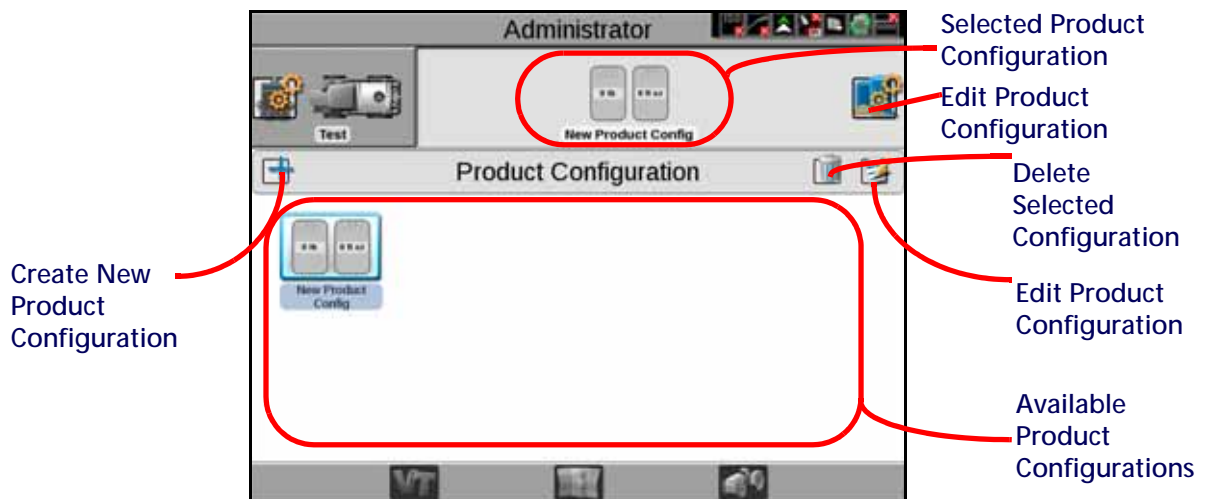 Administrator
Selected Product
Configuration
Edit Product
Configuration
Test
New Product Config
Product Configuration
Delete
Selected
Configuration
New Product
Config
Create New
Product
Configuration
Edit Product
Configuration
Available
Product
Configurations
VT